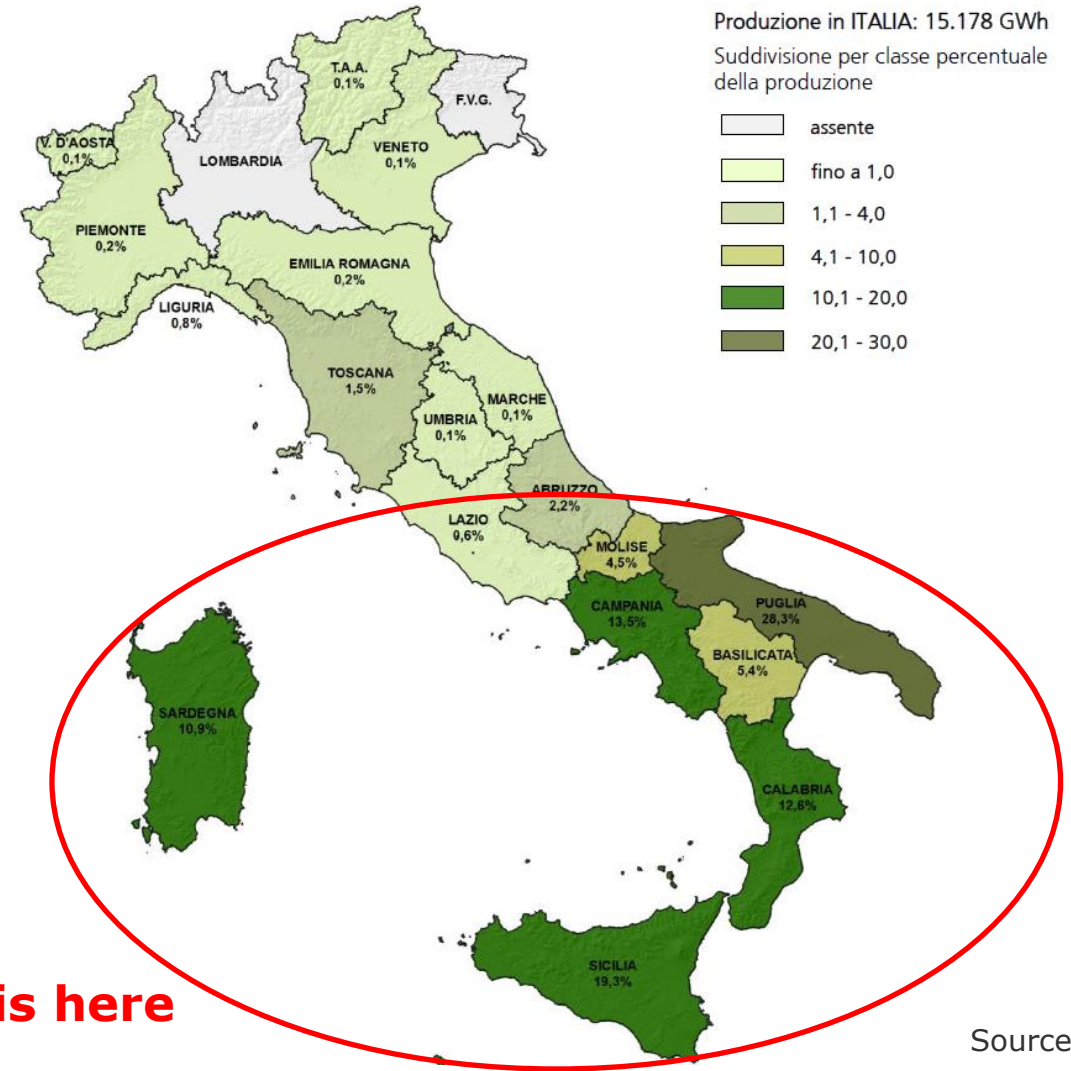 Produzione in ITALIA: 15.178 GWh
Suddivisione per classe percentuale
della produzione
assente
fino a 1,0
1,1 - 4,0
4,1 - 10,0
10,1 - 20,0
20,1 - 30,0
T.A.A.
0,1%
F.V.G.
V. D'AOSTA
0,1%
LOMBARDIA
VENETO
0,1%
PIEMONTE
0,2%
EMILIA ROMAGNA
0,2%
LIGURIA
0,8%
TOSCANA
1,5%
MARCHE
0,1%
UMBRIA
0,1%
ABRUZZO
2,2%
LAZIO
0,6%
MOLISE
4,5%
CAMPANIA
13,5%
PUGLIA
28,3%
BASILICATA
5,4%
SARDEGNA
10,9%
CALABRIA
12,6%
SICILIA
19,3%
is here
Source